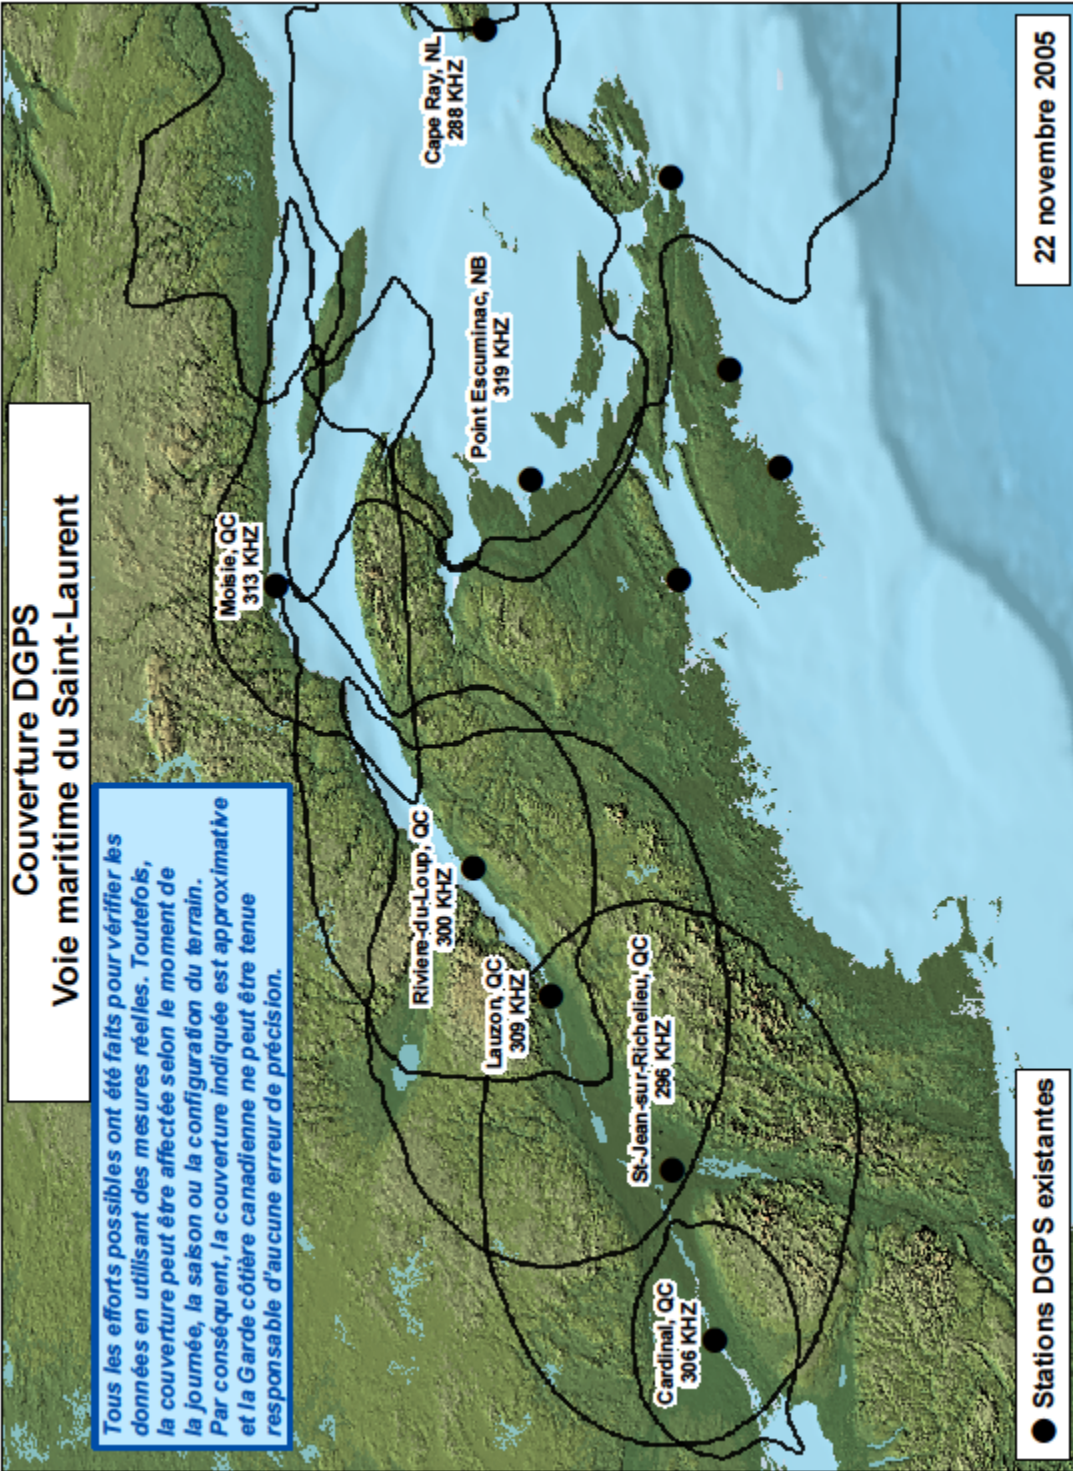 Couverture DGPS
Voie maritime du Saint-Laurent
Tous les efforts possibles ont été faits pour vérifier les
données en utilisant des mesures réelles. Toutefois,
la couverture peut être affectée selon le moment de
la journée, la saison ou la configuration du terrain.
Par conséquent, la couverture indiquée est approximative
et la Garde côtière canadienne ne peut être tenue
responsable d'aucune erreur de précision.
Moisie, QC
313 KHZ
Cape Ray, NL
288 KHZ
Point Escuminac, NB
319 KHZ
Riviere-du-Loup, QC
300 KHZ
Lauzon, QC
309 KHZ
St-Jean-sur-Richelieu, QC
296 KHZ
Cardinal, QC
306 KHZ
Stations DGPS existantes
22 novembre 2005